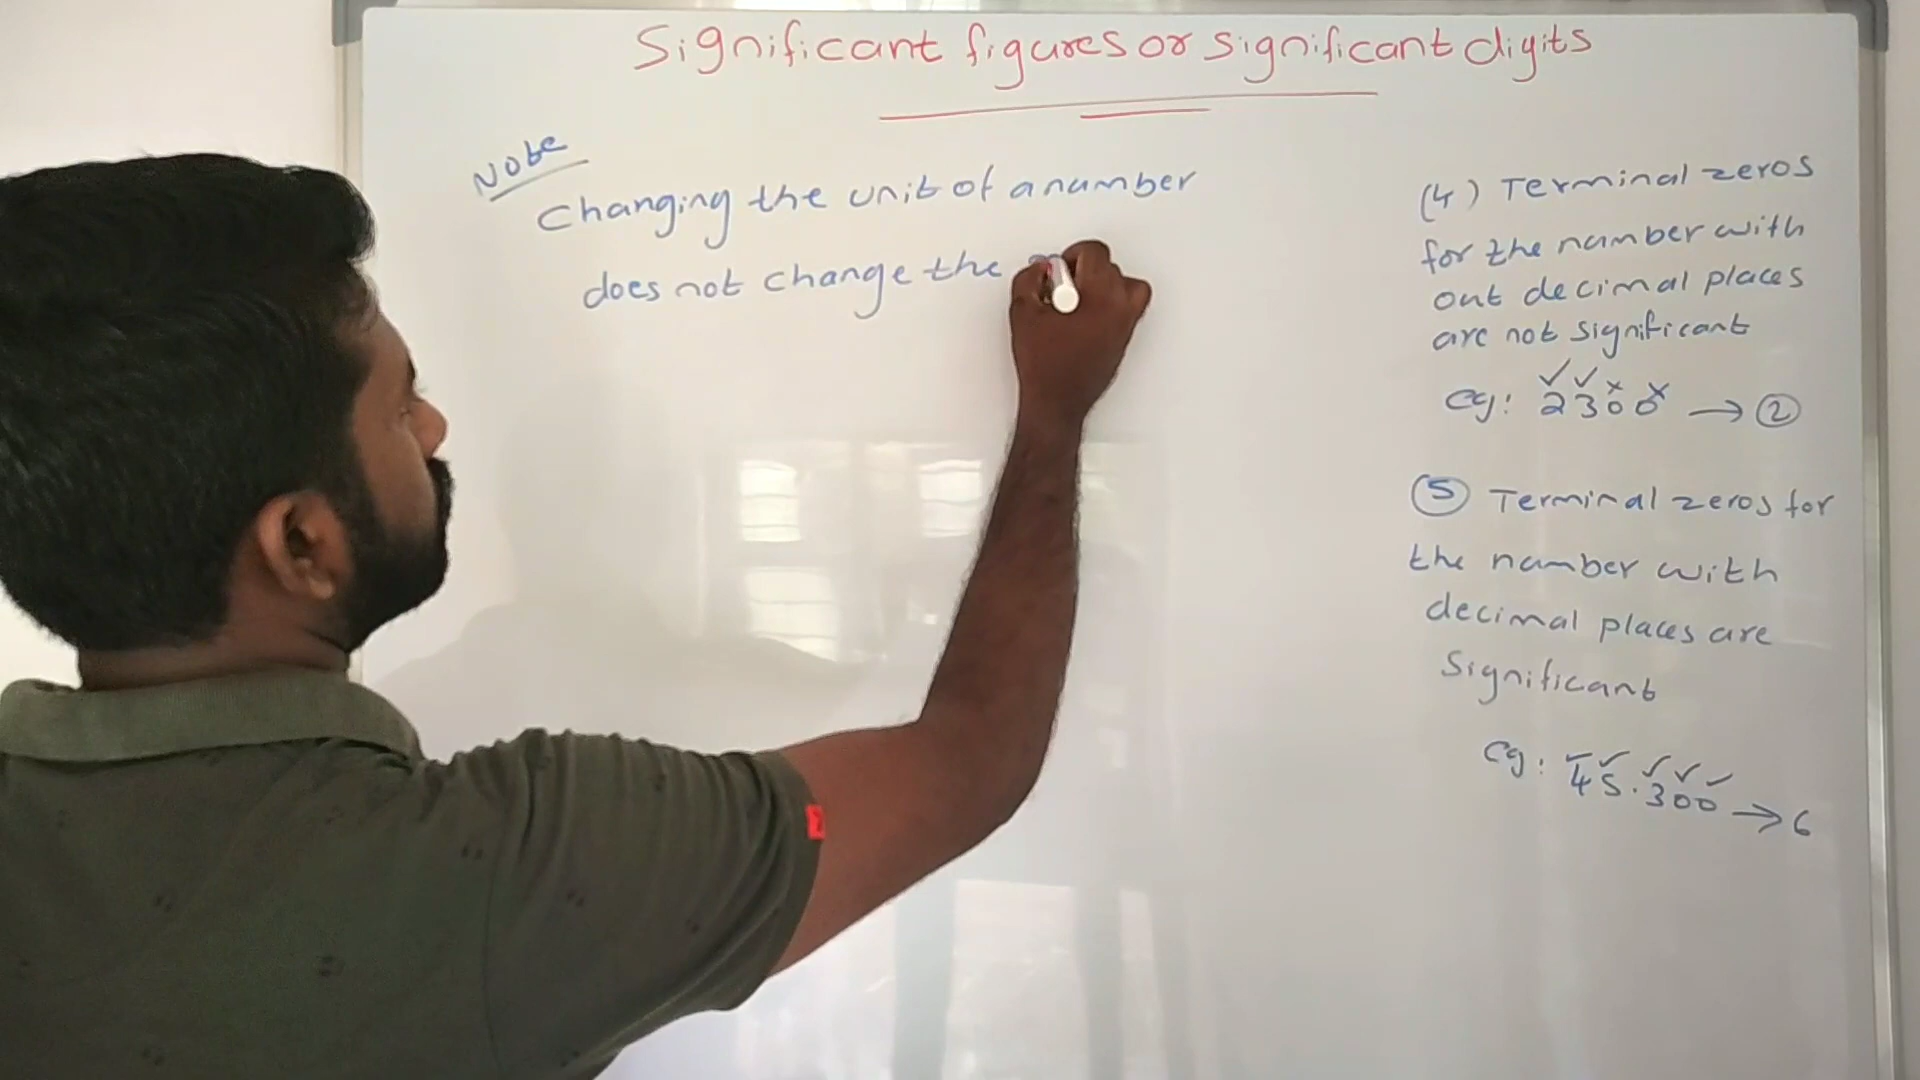 Significant figures or significant digits
Note
Changing the unit of a number
does not change the
(4) Terminal zeros
for the number with
out decimal places
are not significant
eg: 2300 → 2
5 Terminal zeros for
the number with
decimal places are
Significant
eg: 45.300 → 6